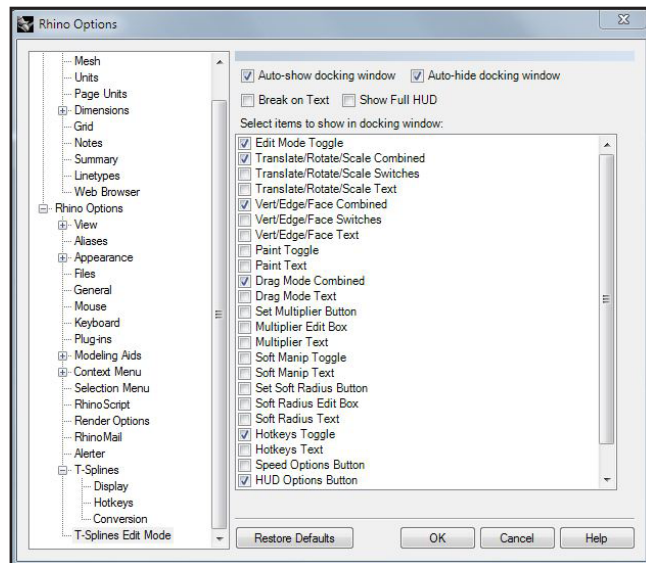 Rhino Options
Mesh
Units
Page Units
Dimensions
Grid
Notes
Summary
Linetypes
Web Browser
Rhino Options
View
Aliases
Appearance
Files
General
Mouse
Keyboard
Plug-ins
Modeling Aids
Context Menu
Selection Menu
RhinoScript
Render Options
RhinoMail
Alerter
T-Splines
Display
Hotkeys
Conversion
T-Splines Edit Mode
Auto-show docking window Auto-hide docking window
Break on Text Show Full HUD
Select items to show in docking window:
Edit Mode Toggle
Translate/Rotate/Scale Combined
Translate/Rotate/Scale Switches
Translate/Rotate/Scale Text
Vert/Edge/Face Combined
Vert/Edge/Face Switches
Vert/Edge/Face Text
Paint Toggle
Paint Text
Drag Mode Combined
Drag Mode Text
Set Multiplier Button
Multiplier Edit Box
Multiplier Text
Soft Manip Toggle
Soft Manip Text
Set Soft Radius Button
Soft Radius Edit Box
Soft Radius Text
Hotkeys Toggle
Hotkeys Text
Speed Options Button
HUD Options Button
Restore Defaults OK Cancel Help